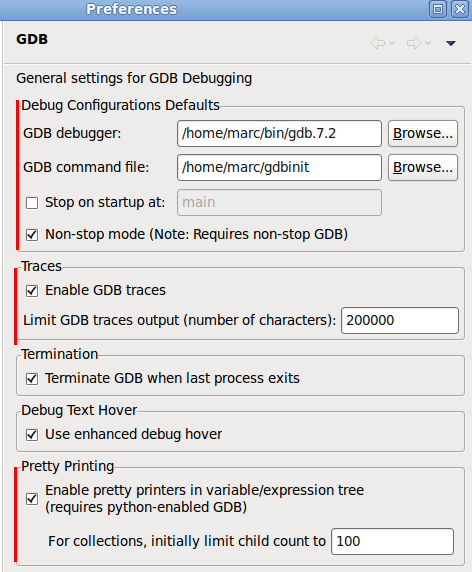 Preferences
GDB
General settings for GDB Debugging
Debug Configurations Defaults
GDB debugger: /home/marc/bin/gdb.7.2 Browse...
GDB command file: /home/marc/gdbinit Browse...
Stop on startup at: main
Non-stop mode (Note: Requires non-stop GDB)
Traces
Enable GDB traces
Limit GDB traces output (number of characters): 200000
Termination
Terminate GDB when last process exits
Debug Text Hover
Use enhanced debug hover
Pretty Printing
Enable pretty printers in variable/expression tree
(requires python-enabled GDB)
For collections, initially limit child count to 100